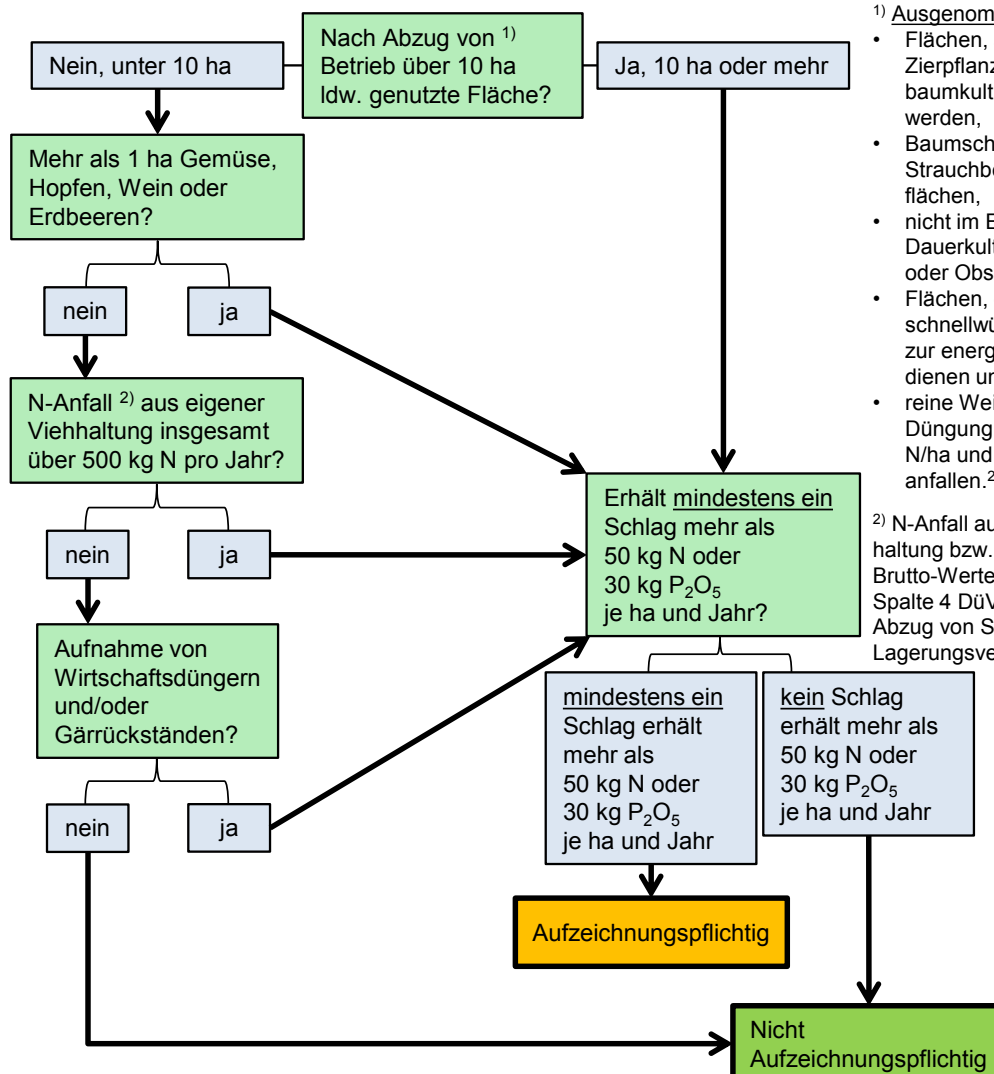 Nach Abzug von 1)
Betrieb über 10 ha
ldw. genutzte Fläche?
Nein, unter 10 ha
Ja, 10 ha oder mehr
Mehr als 1 ha Gemüse,
Hopfen, Wein oder
Erdbeeren?
nein
ja
N-Anfall 2) aus eigener
Viehhaltung insgesamt
über 500 kg N pro Jahr?
nein
ja
Aufnahme von
Wirtschaftsdüngern
und/oder
Gärrückständen?
nein
ja
Erhält mindestens ein
Schlag mehr als
50 kg N oder
30 kg P2O5
je ha und Jahr?
mindestens ein
Schlag erhält
mehr als
50 kg N oder
30 kg P2O5
je ha und Jahr
kein Schlag
erhält mehr als
50 kg N oder
30 kg P2O5
je ha und Jahr
Aufzeichnungspflichtig
Nicht
Aufzeichnungspflichtig
1) Ausgenom
• Flächen,
Zierpflanz
baumkult
werden,
• Baumsch
Strauchb
flächen,
• nicht im
Dauerkult
oder Obs
• Flächen,
schnellwü
zur energ
dienen
• reine Wei
Düngung
N/ha und
anfallen.
2) N-Anfall au
haltung bzw.
Brutto-Werte
Spalte 4 DüV
Abzug von S
Lagerungsve